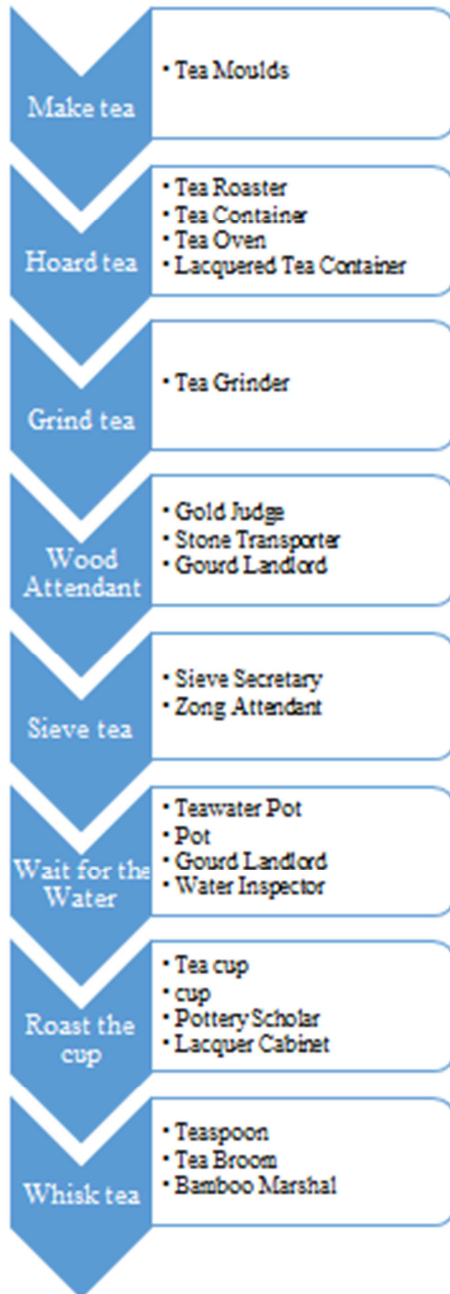 Make tea
• Tea Moulds
Hoard tea
• Tea Roaster
• Tea Container
• Tea Oven
• Lacquered Tea Container
Grind tea
• Tea Grinder
Wood
Attendant
• Gold Judge
• Stone Transporter
• Gourd Landlord
Sieve tea
• Sieve Secretary
• Zong Attendant
Wait for the
Water
• Teawater Pot
• Pot
• Gourd Landlord
• Water Inspector
Roast the
cup
• Tea cup
• cup
• Pottery Scholar
• Lacquer Cabinet
Whisk tea
• Teaspoon
• Tea Broom
• Bamboo Marshal